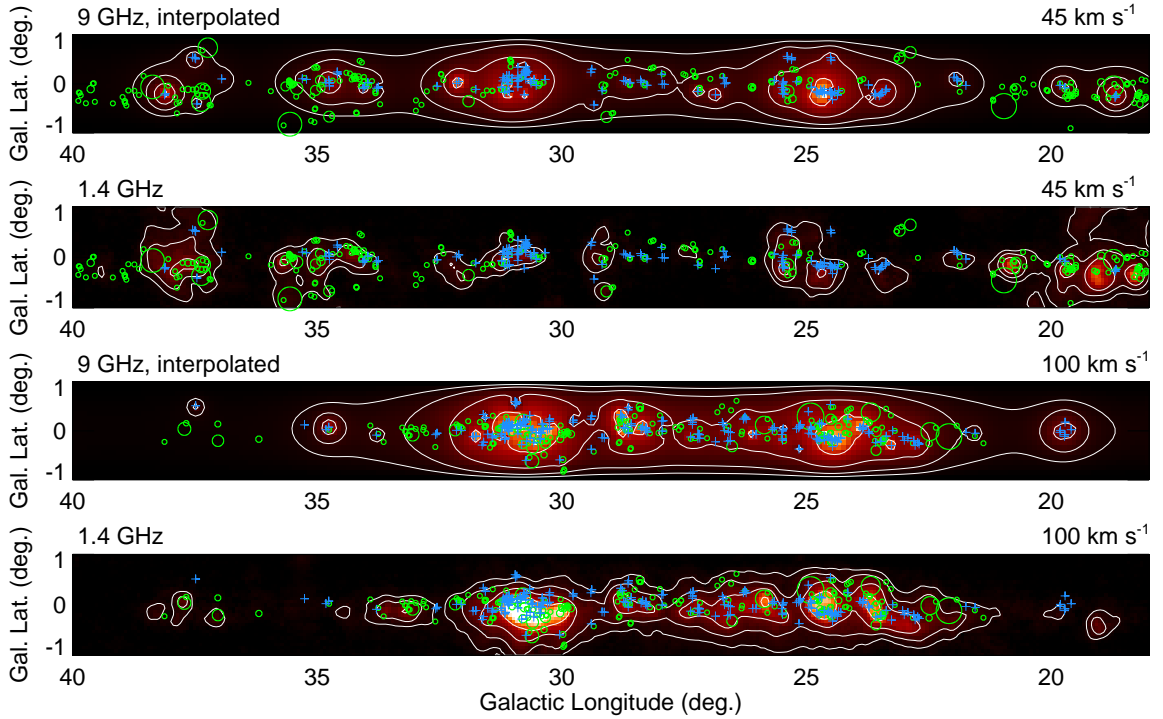 9 GHz, interpolated 45 km s⁻¹
Gal. Lat. (deg.)
1
0
-1
40 35 30 25 20
1.4 GHz 45 km s⁻¹
Gal. Lat. (deg.)
1
0
-1
40 35 30 25 20
9 GHz, interpolated 100 km s⁻¹
Gal. Lat. (deg.)
1
0
-1
40 35 30 25 20
1.4 GHz 100 km s⁻¹
Gal. Lat. (deg.)
1
0
-1
40 35 30 25 20
Galactic Longitude (deg.)